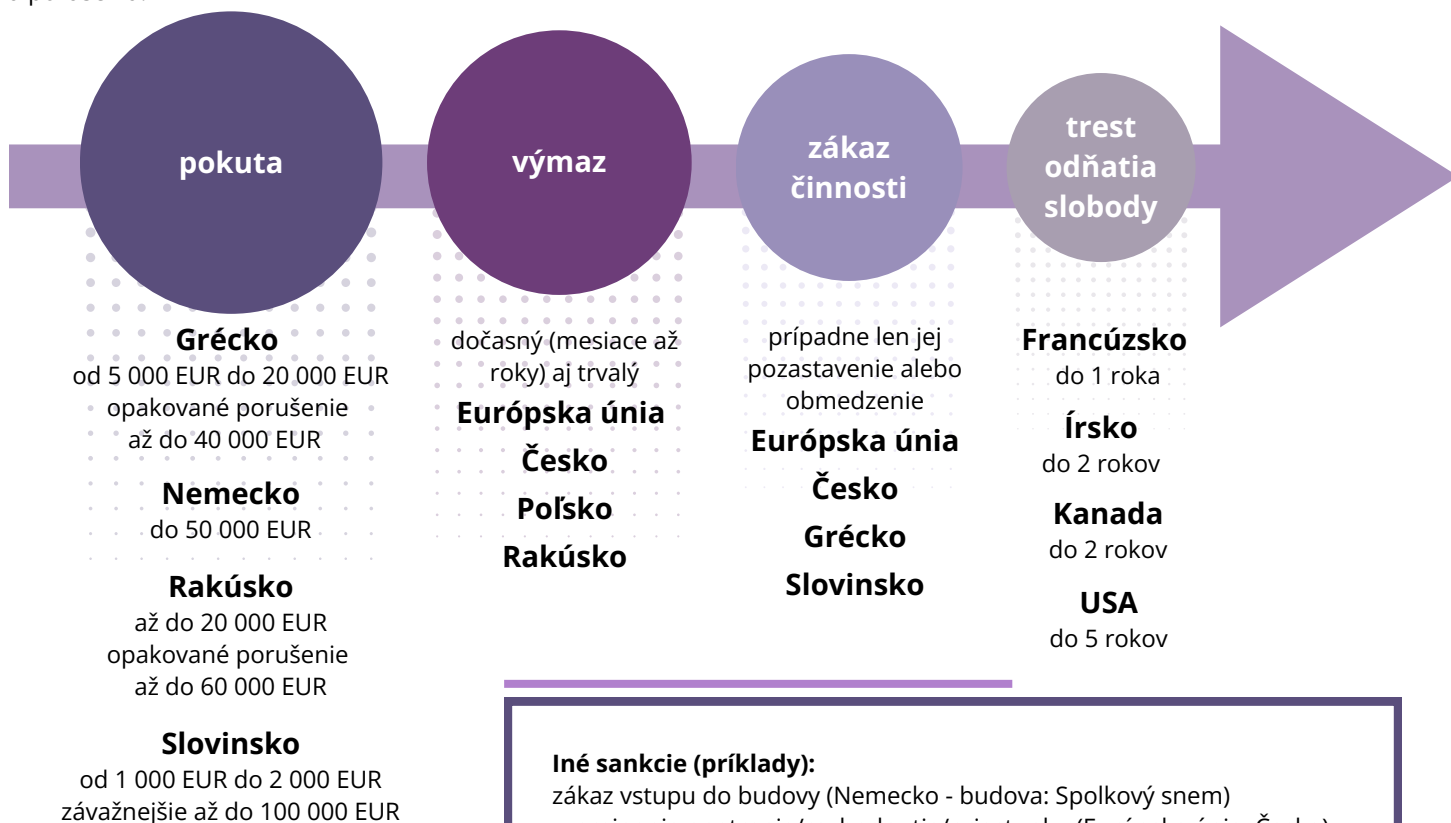 pokuta
výmaz
zákaz
činnosti
trest
odňatia
slobody
Grécko
od 5 000 EUR do 20 000 EUR
opakované porušenie
až do 40 000 EUR
Nemecko
do 50 000 EUR
Rakúsko
až do 20 000 EUR
opakované porušenie
až do 60 000 EUR
Slovinsko
od 1 000 EUR do 2 000 EUR
závažnejšie až do 100 000 EUR
dočasný (mesiace až
roky) aj trvalý
Európska únia
Česko
Poľsko
Rakúsko
prípadne len jej
pozastavenie alebo
obmedzenie
Európska únia
Česko
Grécko
Slovinsko
Francúzsko
do 1 roka
Írsko
do 2 rokov
Kanada
do 2 rokov
USA
do 5 rokov
Iné sankcie (príklady):
zákaz vstupu do budovy (Nemecko - budova: Spolkový snem)